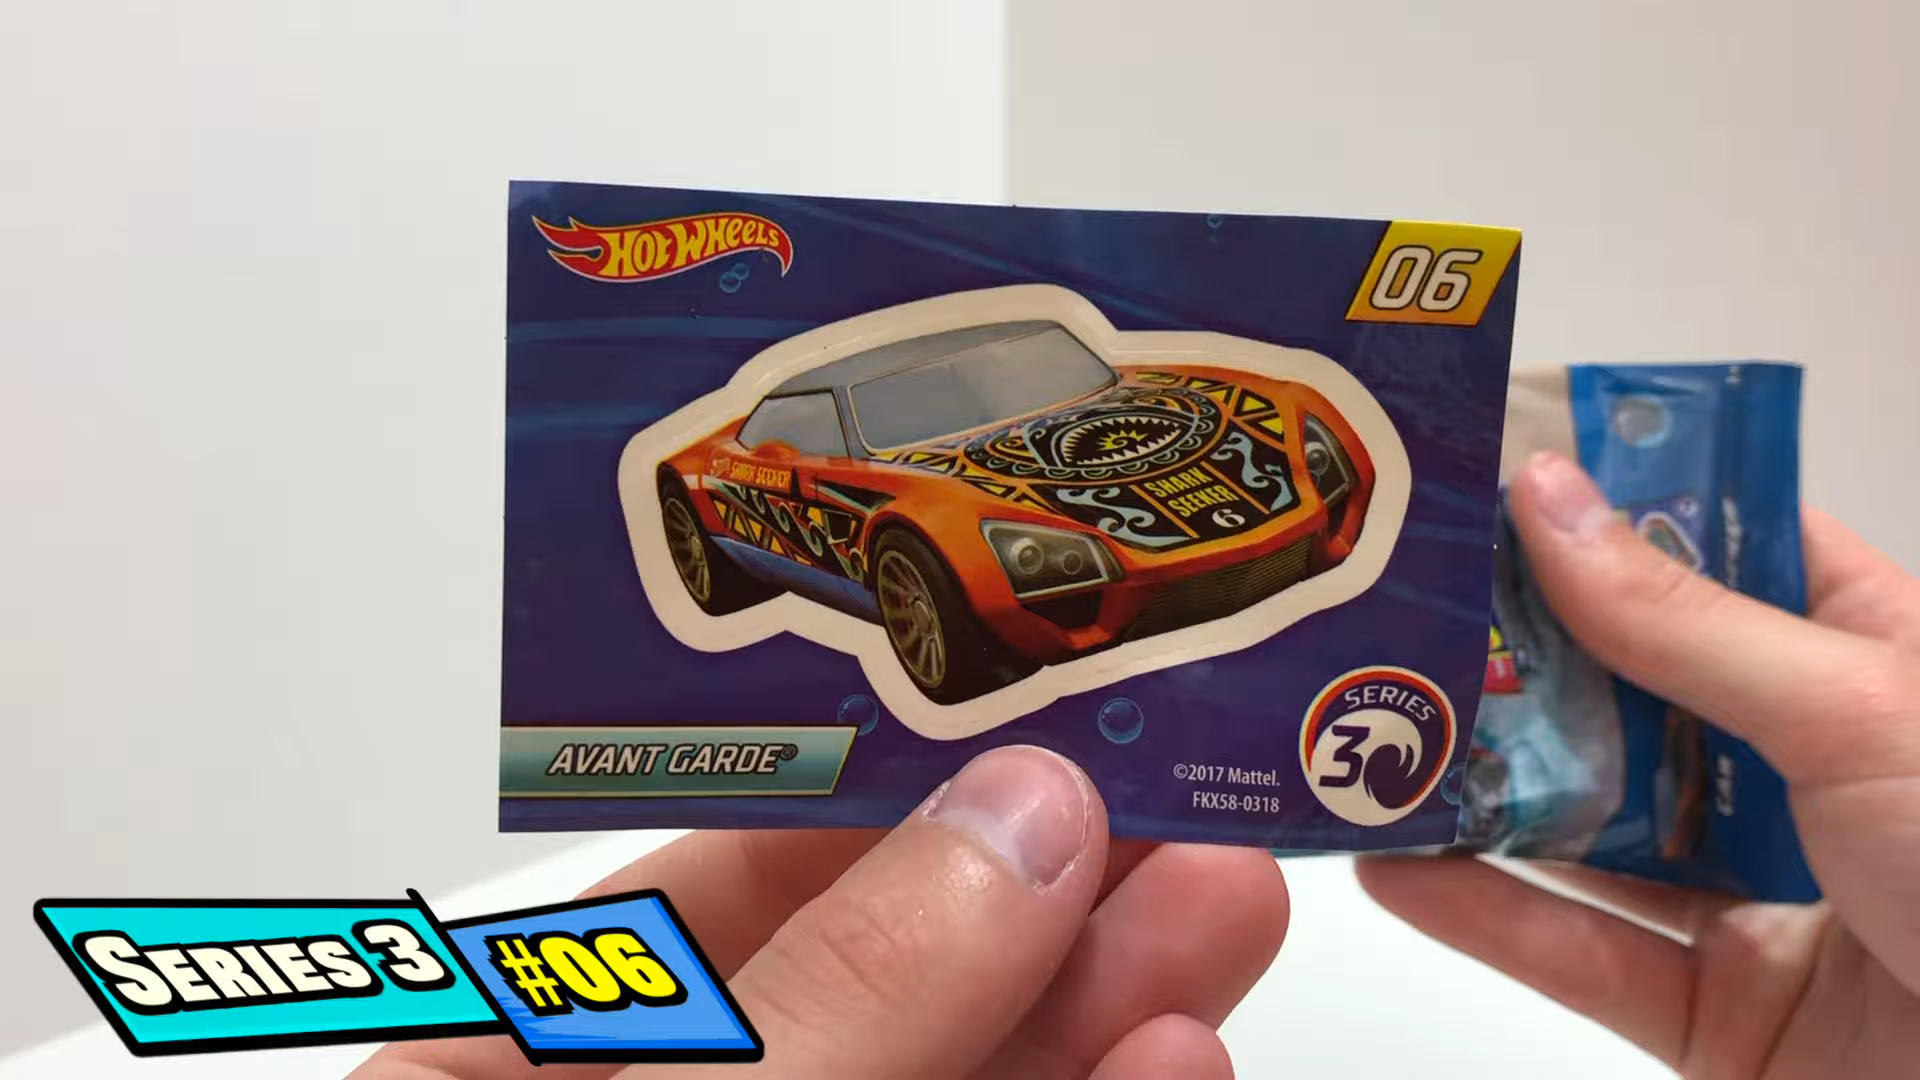 HOT WHEELS
06
SHARK SEEKER
SHARK
SEEKER
6
AVANT GARDE®
©2017 Mattel.
FKX58-0318
SERIES
3
CAR
SERIES 3
#06